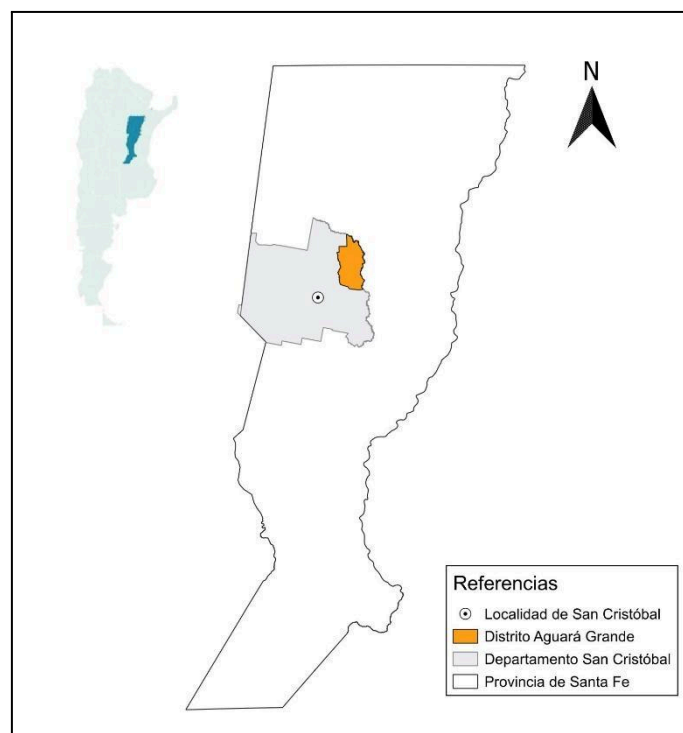 N
Referencias
Localidad de San Cristóbal
Distrito Aguará Grande
Departamento San Cristóbal
Provincia de Santa Fe